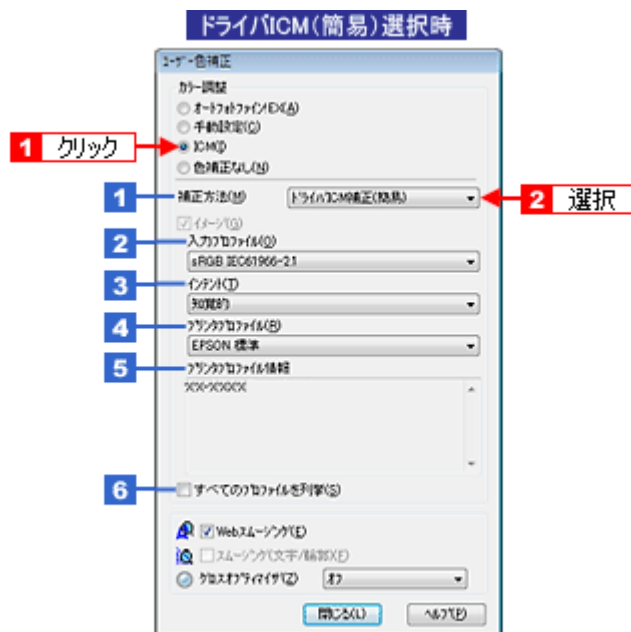 ドライバICM(簡易)選択時
ユーザー色補正
カラー調整
オートフォトファイン!EX(A)
手動設定(C)
1 クリック
ICM(I)
色補正なし(N)
1 補正方法(M) ドライバICM補正(簡易) 2 選択
イメージ(G)
2 入力プロファイル(O)
sRGB IEC61966-2.1
3 インテント(T)
知覚的
4 プリンタプロファイル(R)
EPSON 標準
5 プリンタプロファイル情報
XXX-XXXXX
6 すべてのプロファイルを列挙(S)
Webスムージング(E)
スムージング(文字/輪郭)(F)
クロスオプティマイザ(Z) オフ
閉じる(L) ヘルプ(P)